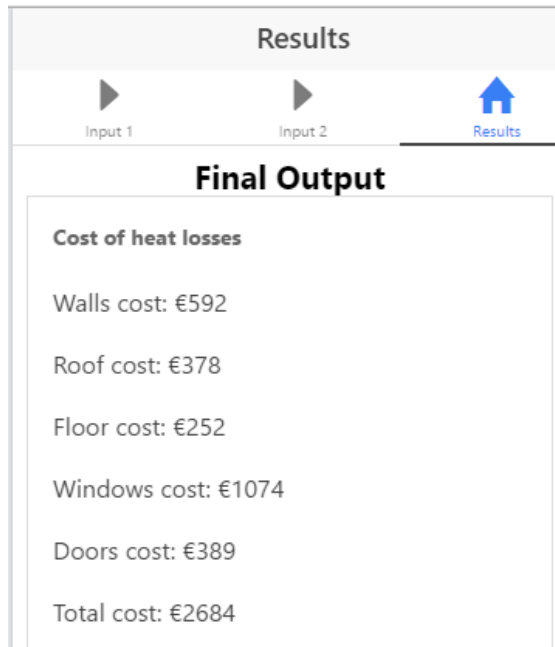 Results
Input 1
Input 2
Results
Final Output
Cost of heat losses
Walls cost: €592
Roof cost: €378
Floor cost: €252
Windows cost: €1074
Doors cost: €389
Total cost: €2684